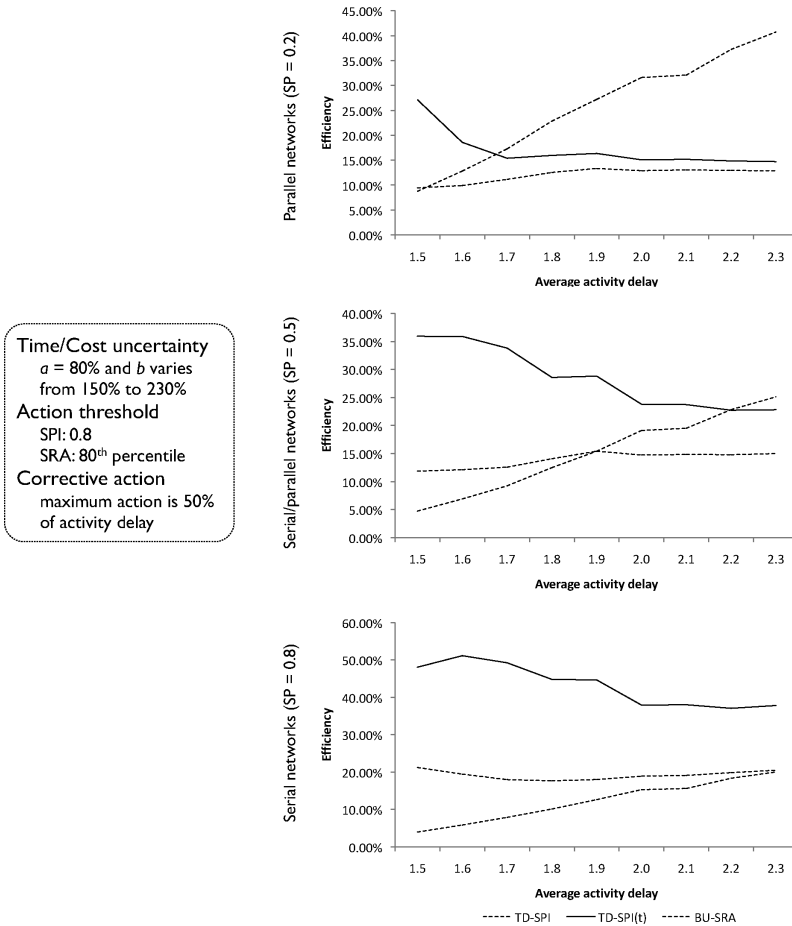 Parallel networks (SP = 0.2)
Efficiency
45.00%
40.00%
35.00%
30.00%
25.00%
20.00%
15.00%
10.00%
5.00%
0.00%
1.5 1.6 1.7 1.8 1.9 2.0 2.1 2.2 2.3
Average activity delay
Time/Cost uncertainty
a = 80% and b varies
from 150% to 230%
Action threshold
SPI: 0.8
SRA: 80th percentile
Corrective action
maximum action is 50%
of activity delay
Serial/parallel networks (SP = 0.5)
Efficiency
40.00%
35.00%
30.00%
25.00%
20.00%
15.00%
10.00%
5.00%
0.00%
1.5 1.6 1.7 1.8 1.9 2.0 2.1 2.2 2.3
Average activity delay
Serial networks (SP = 0.8)
Efficiency
60.00%
50.00%
40.00%
30.00%
20.00%
10.00%
0.00%
1.5 1.6 1.7 1.8 1.9 2.0 2.1 2.2 2.3
Average activity delay
TD-SPI TD-SPI(t) BU-SRA